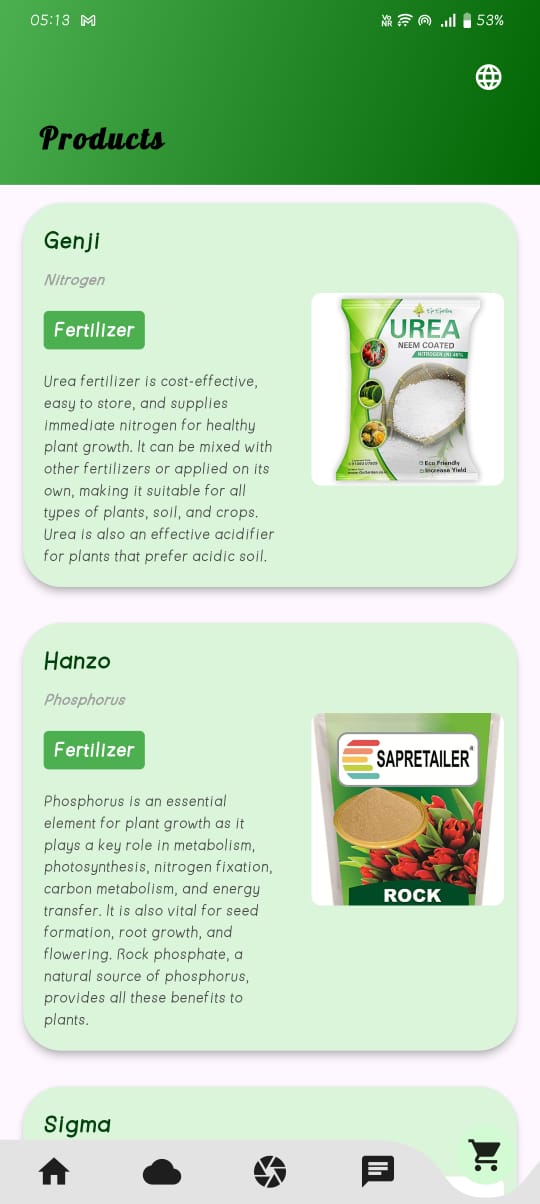 05:13
Vo
NR
53%
Products
Genji
Nitrogen
Fertilizer
Urea fertilizer is cost-effective,
easy to store, and supplies
immediate nitrogen for healthy
plant growth. It can be mixed with
other fertilizers or applied on its
own, making it suitable for all
types of plants, soil, and crops.
Urea is also an effective acidifier
for plants that prefer acidic soil.
UREA
NEEM COATED
NITROGEN (N) 46%
Eco Friendly
Increase Yield
Hanzo
Phosphorus
Fertilizer
Phosphorus is an essential
element for plant growth as it
plays a key role in metabolism,
photosynthesis, nitrogen fixation,
carbon metabolism, and energy
transfer. It is also vital for seed
formation, root growth, and
flowering. Rock phosphate, a
natural source of phosphorus,
provides all these benefits to
plants.
SAPRETAILER®
ROCK
Sigma